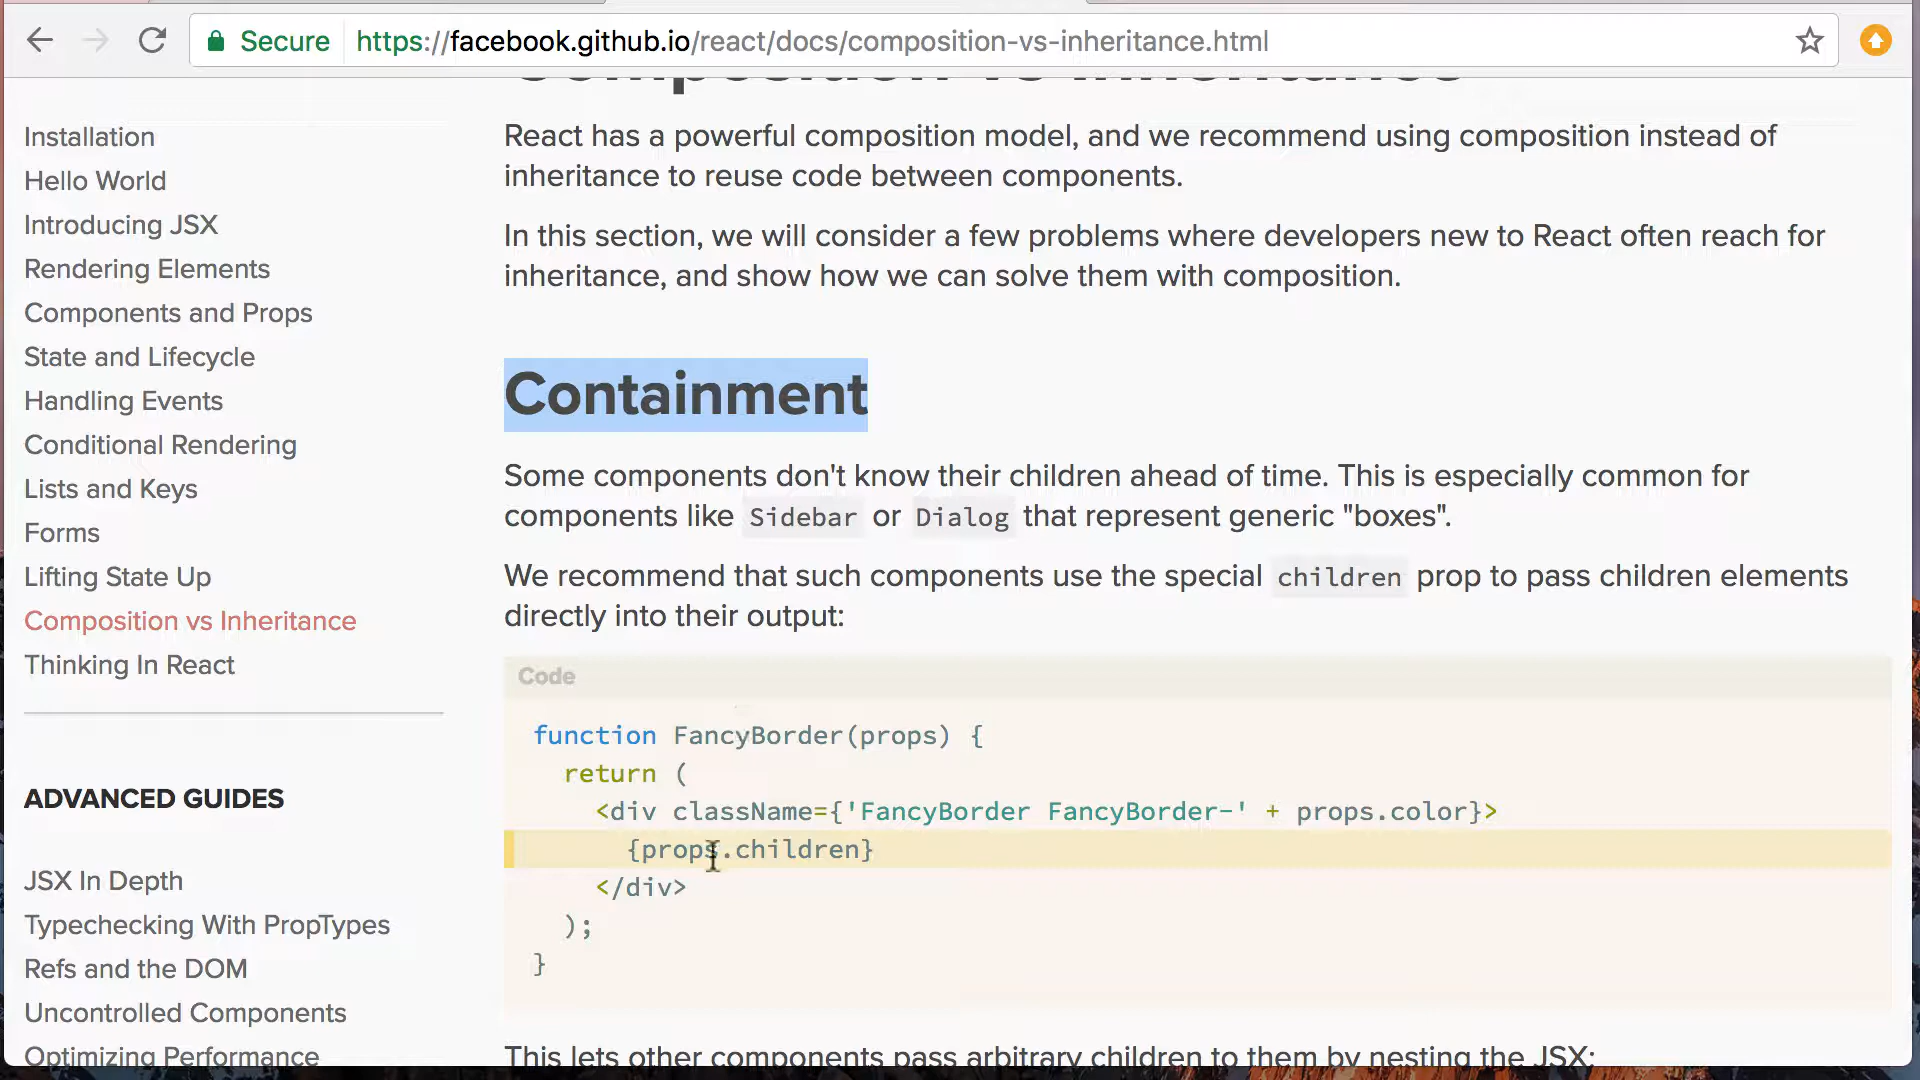 Secure https://facebook.github.io/react/docs/composition-vs-inheritance.html
Composition vs Inheritance
Installation
Hello World
Introducing JSX
Rendering Elements
Components and Props
State and Lifecycle
Handling Events
Conditional Rendering
Lists and Keys
Forms
Lifting State Up
Composition vs Inheritance
Thinking In React
ADVANCED GUIDES
JSX In Depth
Typechecking With PropTypes
Refs and the DOM
Uncontrolled Components
Optimizing Performance
React has a powerful composition model, and we recommend using composition instead of
inheritance to reuse code between components.
In this section, we will consider a few problems where developers new to React often reach for
inheritance, and show how we can solve them with composition.
Containment
Some components don't know their children ahead of time. This is especially common for
components like Sidebar or Dialog that represent generic "boxes".
We recommend that such components use the special children prop to pass children elements
directly into their output:
Code
function FancyBorder(props) {
return (
<div className={'FancyBorder FancyBorder-' + props.color}>
{props.children}
</div>
);
}
This lets other components pass arbitrary children to them by nesting the JSX: